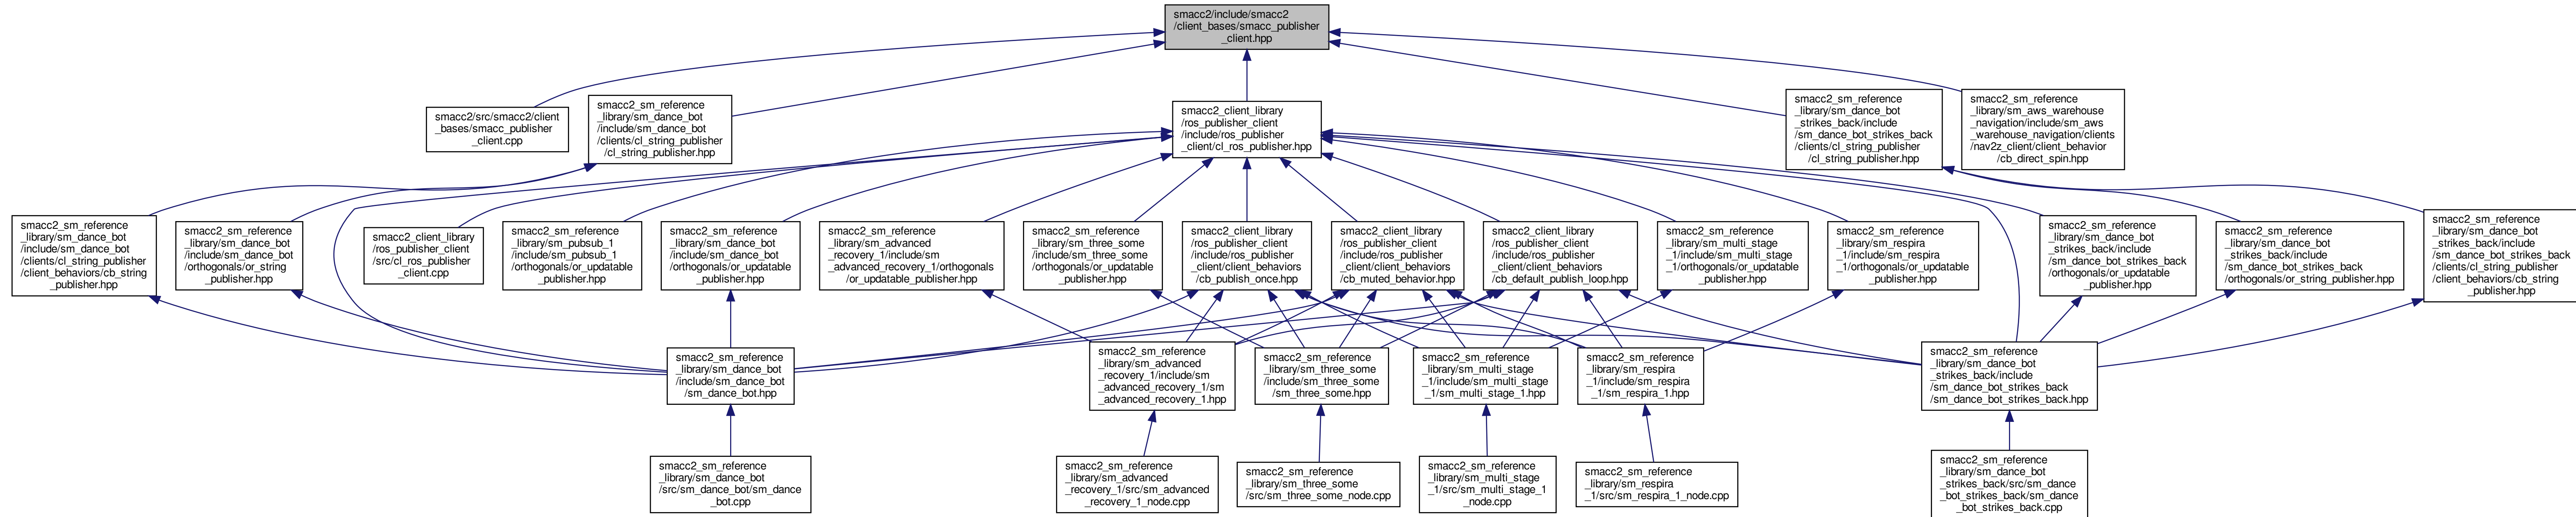 smacc2/include/smacc2
/client_bases/smacc_publisher
_client.hpp
smacc2/src/smacc2/client
_bases/smacc_publisher
_client.cpp
smacc2_sm_reference
_library/sm_dance_bot
/include/sm_dance_bot
/clients/cl_string_publisher
/cl_string_publisher.hpp
smacc2_client_library
/ros_publisher_client
/include/ros_publisher
_client/cl_ros_publisher.hpp
smacc2_sm_reference
_library/sm_dance_bot
_strikes_back/include
/sm_dance_bot_strikes_back
/clients/cl_string_publisher
/cl_string_publisher.hpp
smacc2_sm_reference
_library/sm_aws_warehouse
_navigation/include/sm_aws
_warehouse_navigation/clients
/nav2z_client/client_behavior
/cb_direct_spin.hpp
smacc2_sm_reference
_library/sm_dance_bot
/include/sm_dance_bot
/clients/cl_string_publisher
/client_behaviors/cb_string
_publisher.hpp
smacc2_sm_reference
_library/sm_dance_bot
/include/sm_dance_bot
/orthogonals/or_string
_publisher.hpp
smacc2_client_library
/ros_publisher_client
/src/cl_ros_publisher
_client.cpp
smacc2_sm_reference
_library/sm_pubsub_1
/include/sm_pubsub_1
/orthogonals/or_updatable
_publisher.hpp
smacc2_sm_reference
_library/sm_dance_bot
/include/sm_dance_bot
/orthogonals/or_updatable
_publisher.hpp
smacc2_sm_reference
_library/sm_advanced
_recovery_1/include/sm
_advanced_recovery_1/orthogonals
/or_updatable_publisher.hpp
smacc2_sm_reference
_library/sm_three_some
/include/sm_three_some
/orthogonals/or_updatable
_publisher.hpp
smacc2_client_library
/ros_publisher_client
/include/ros_publisher
_client/client_behaviors
/cb_publish_once.hpp
smacc2_client_library
/ros_publisher_client
/include/ros_publisher
_client/client_behaviors
/cb_muted_behavior.hpp
smacc2_client_library
/ros_publisher_client
/include/ros_publisher
_client/client_behaviors
/cb_default_publish_loop.hpp
smacc2_sm_reference
_library/sm_multi_stage
_1/include/sm_multi_stage
_1/orthogonals/or_updatable
_publisher.hpp
smacc2_sm_reference
_library/sm_respira
_1/include/sm_respira
_1/orthogonals/or_updatable
_publisher.hpp
smacc2_sm_reference
_library/sm_dance_bot
_strikes_back/include
/sm_dance_bot_strikes_back
/orthogonals/or_updatable
_publisher.hpp
smacc2_sm_reference
_library/sm_dance_bot
_strikes_back/include
/sm_dance_bot_strikes_back
/orthogonals/or_string_publisher.hpp
smacc2_sm_reference
_library/sm_dance_bot
_strikes_back/include
/sm_dance_bot_strikes_back
/clients/cl_string_publisher
/client_behaviors/cb_string
_publisher.hpp
smacc2_sm_reference
_library/sm_dance_bot
/include/sm_dance_bot
/sm_dance_bot.hpp
smacc2_sm_reference
_library/sm_advanced
_recovery_1/include/sm
_advanced_recovery_1/sm
_advanced_recovery_1.hpp
smacc2_sm_reference
_library/sm_three_some
/include/sm_three_some
/sm_three_some.hpp
smacc2_sm_reference
_library/sm_multi_stage
_1/include/sm_multi_stage
_1/sm_multi_stage_1.hpp
smacc2_sm_reference
_library/sm_respira
_1/include/sm_respira
_1/sm_respira_1.hpp
smacc2_sm_reference
_library/sm_dance_bot
_strikes_back/include
/sm_dance_bot_strikes_back
/sm_dance_bot_strikes_back.hpp
smacc2_sm_reference
_library/sm_dance_bot
/src/sm_dance_bot/sm_dance
_bot.cpp
smacc2_sm_reference
_library/sm_advanced
_recovery_1/src/sm_advanced
_recovery_1_node.cpp
smacc2_sm_reference
_library/sm_three_some
/src/sm_three_some_node.cpp
smacc2_sm_reference
_library/sm_multi_stage
_1/src/sm_multi_stage_1
_node.cpp
smacc2_sm_reference
_library/sm_respira
_1/src/sm_respira_1_node.cpp
smacc2_sm_reference
_library/sm_dance_bot
_strikes_back/src/sm_dance
_bot_strikes_back/sm_dance
_bot_strikes_back.cpp